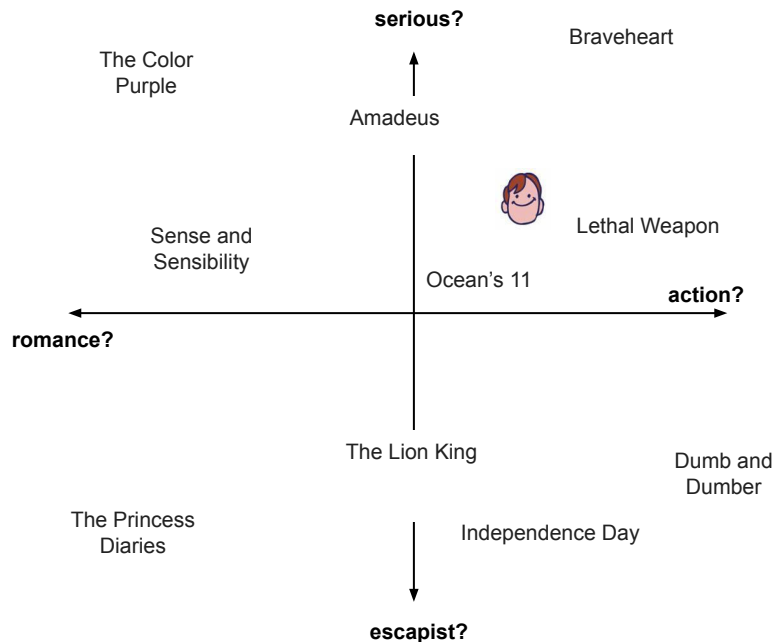 serious?
Braveheart
The Color
Purple
Amadeus
Lethal Weapon
Sense and
Sensibility
Ocean's 11
action?
romance?
The Lion King
Dumb and
Dumber
The Princess
Diaries
Independence Day
escapist?